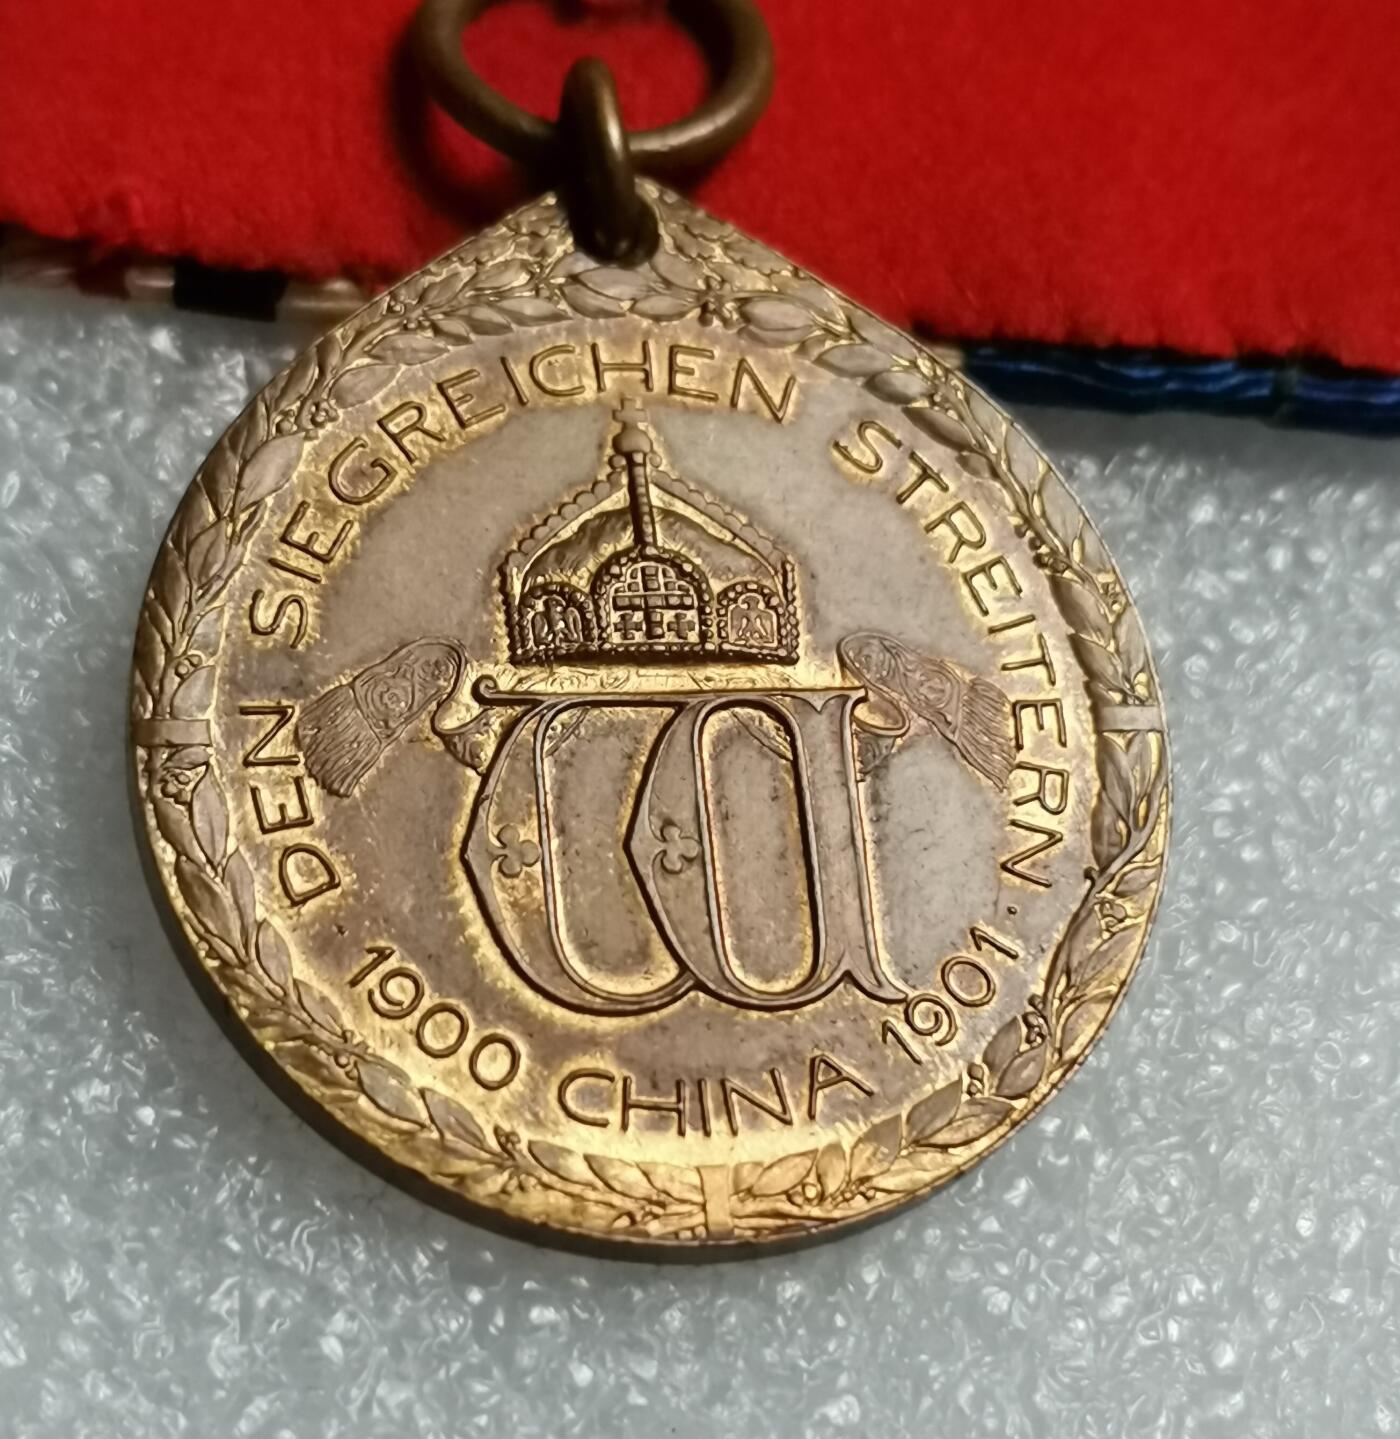 DEN SIEGREICHEN STREITERN ·
1900 CHINA 1901
W